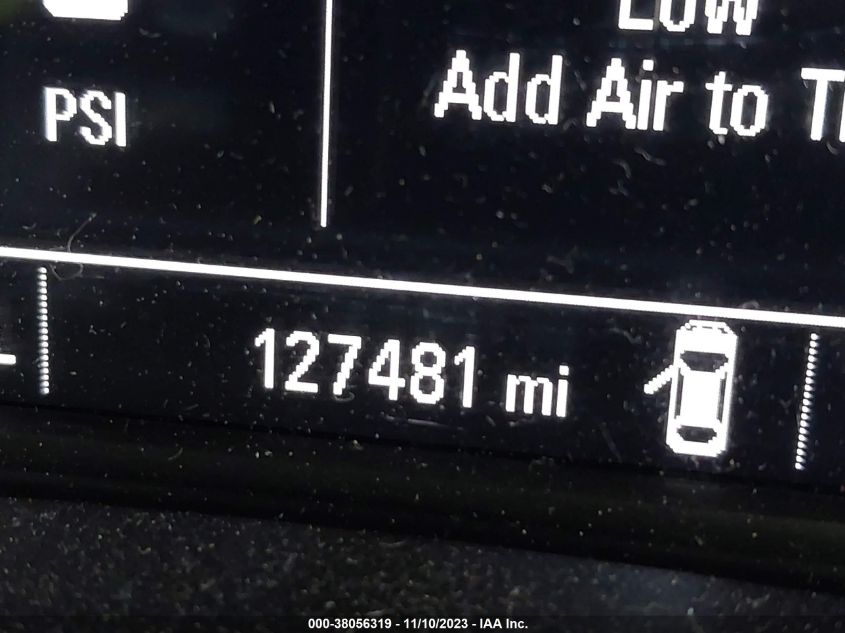 Low
Add Air to
PSI
127481 mi
000-38056319 - 11/10/2023 - IAA Inc.